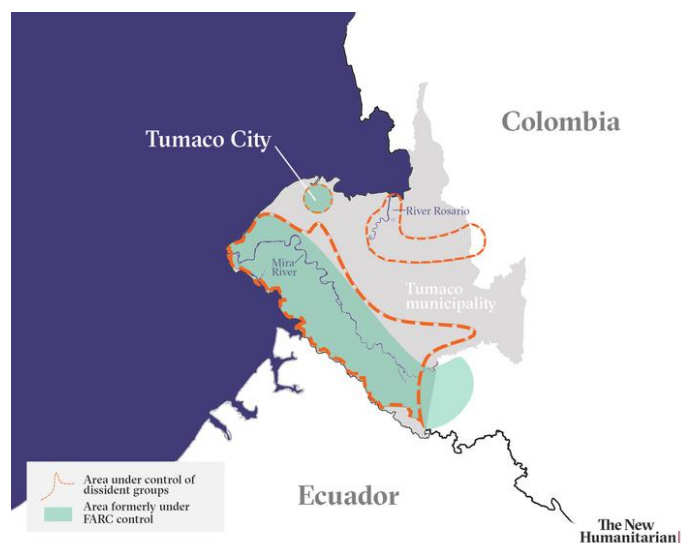 Colombia
Tumaco City
River Rosario
Mira
River
Tumaco
municipality
Area under control of
dissident groups
Area formerly under
FARC control
Ecuador
The New
Humanitarian